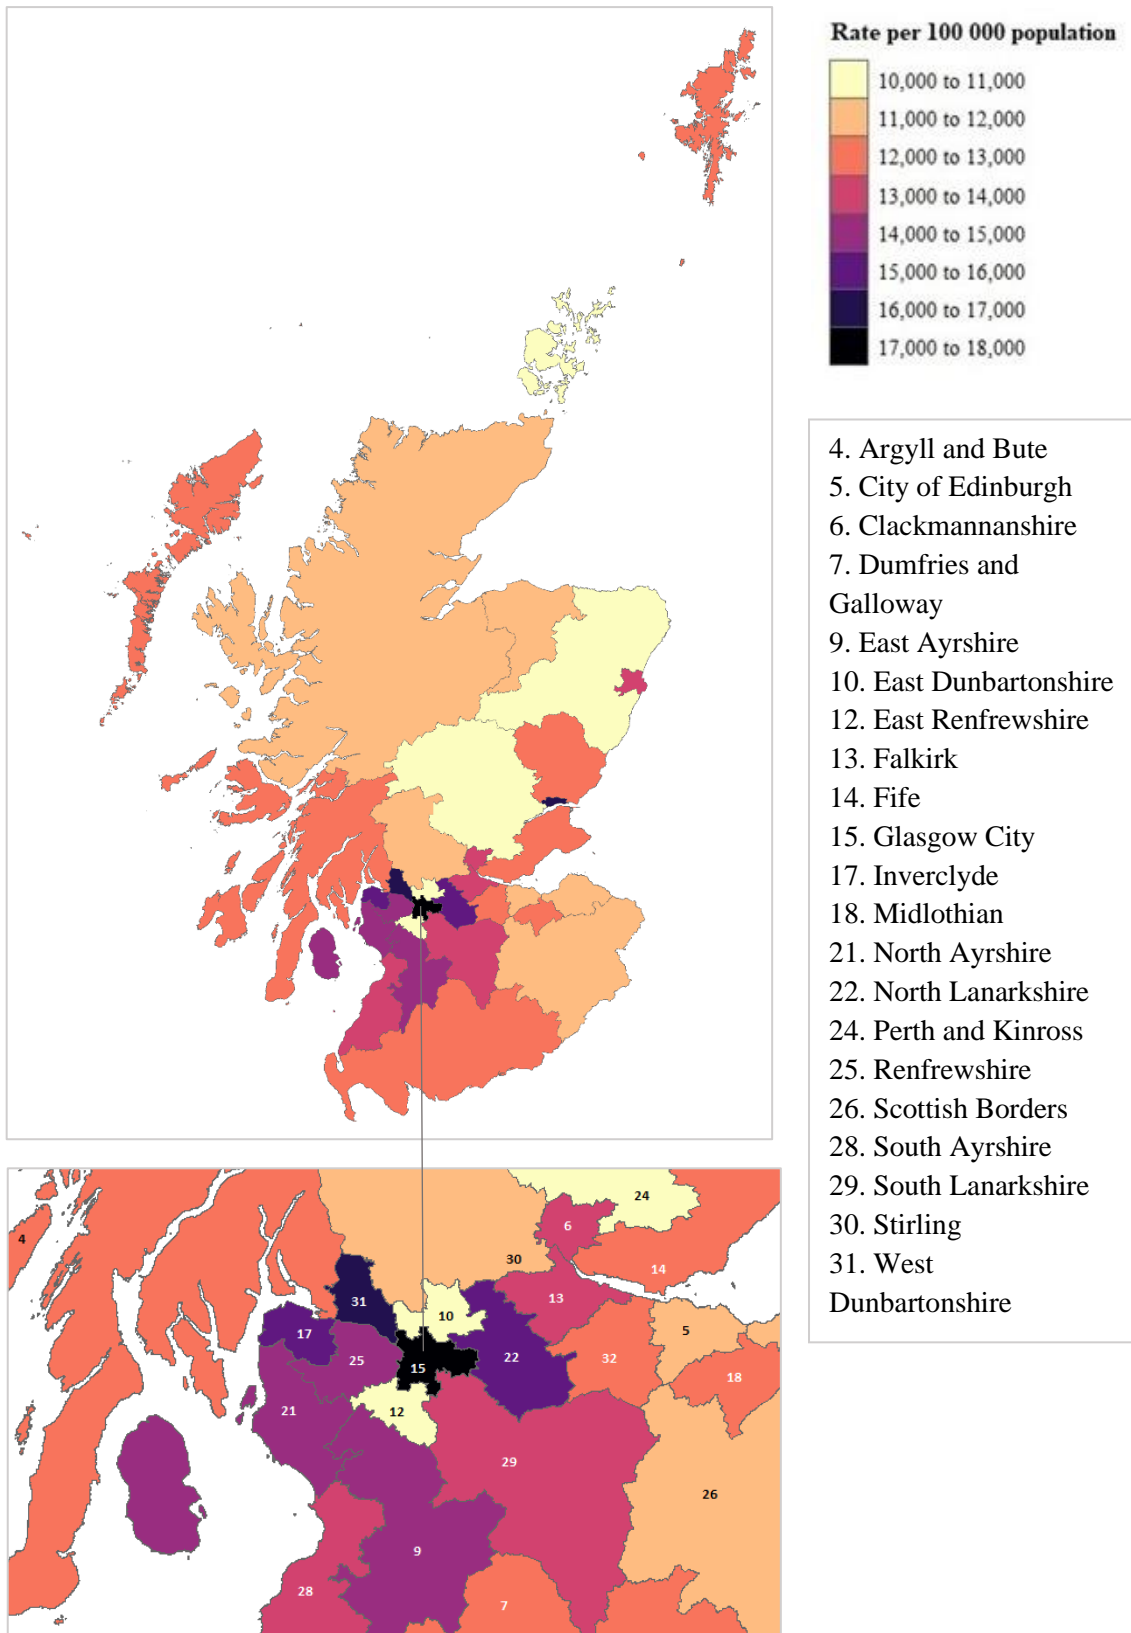 Rate per 100 000 population
10,000 to 11,000
11,000 to 12,000
12,000 to 13,000
13,000 to 14,000
14,000 to 15,000
15,000 to 16,000
16,000 to 17,000
17,000 to 18,000
4. Argyll and Bute
5. City of Edinburgh
6. Clackmannanshire
7. Dumfries and
Galloway
9. East Ayrshire
10. East Dunbartonshire
12. East Renfrewshire
13. Falkirk
14. Fife
15. Glasgow City
17. Inverclyde
18. Midlothian
21. North Ayrshire
22. North Lanarkshire
24. Perth and Kinross
25. Renfrewshire
26. Scottish Borders
28. South Ayrshire
29. South Lanarkshire
30. Stirling
31. West
Dunbartonshire
24
6
4
30
14
31
13
10
5
17
25
15
22
32
18
21
12
29
26
9
28
7